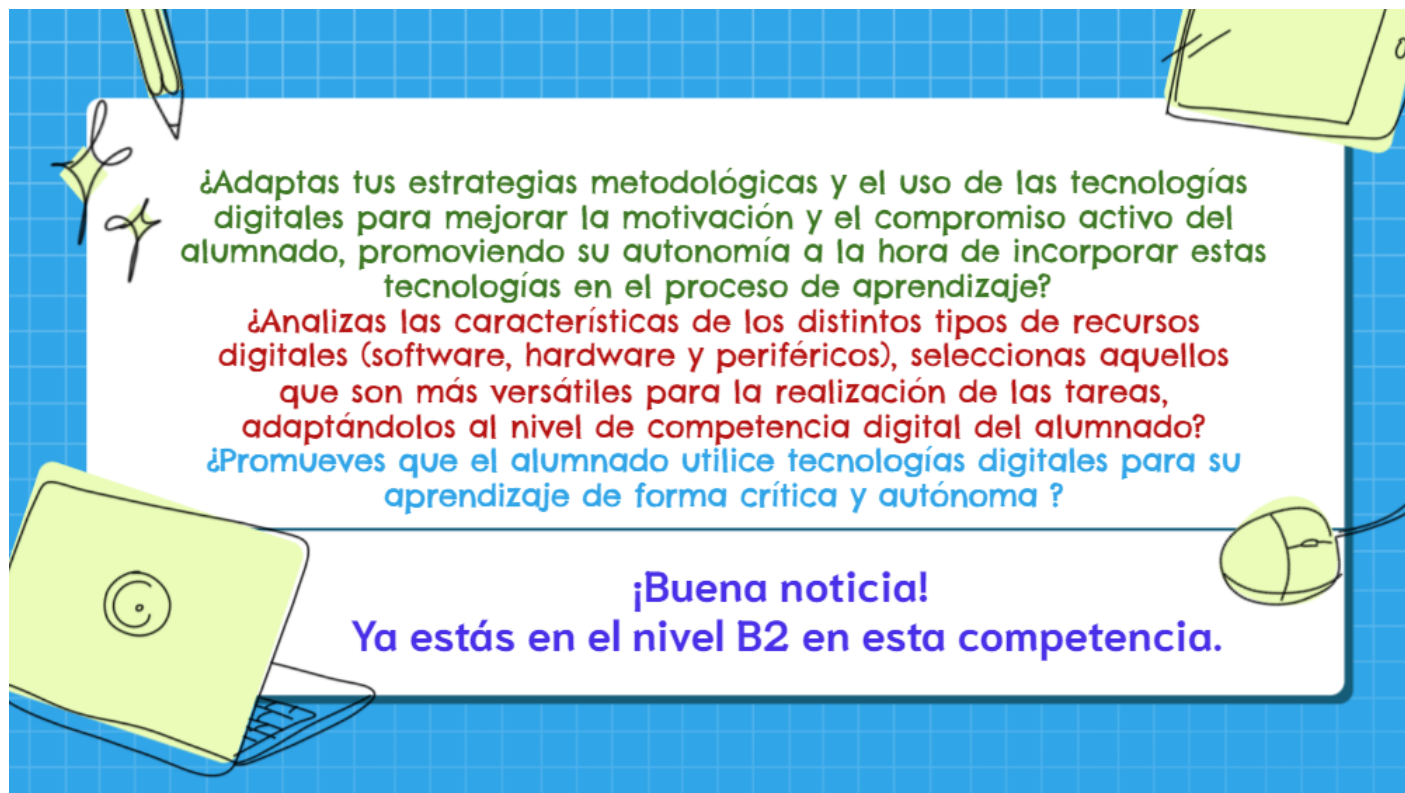 ¿Adaptas tus estrategias metodológicas y el uso de las tecnologías
digitales para mejorar la motivación y el compromiso activo del
alumnado, promoviendo su autonomía a la hora de incorporar estas
tecnologías en el proceso de aprendizaje?
¿Analizas las características de los distintos tipos de recursos
digitales (software, hardware y periféricos), seleccionas aquellos
que son más versátiles para la realización de las tareas,
adaptándolos al nivel de competencia digital del alumnado?
¿Promueves que el alumnado utilice tecnologías digitales para su
aprendizaje de forma crítica y autónoma ?
¡Buena noticia!
Ya estás en el nivel B2 en esta competencia.